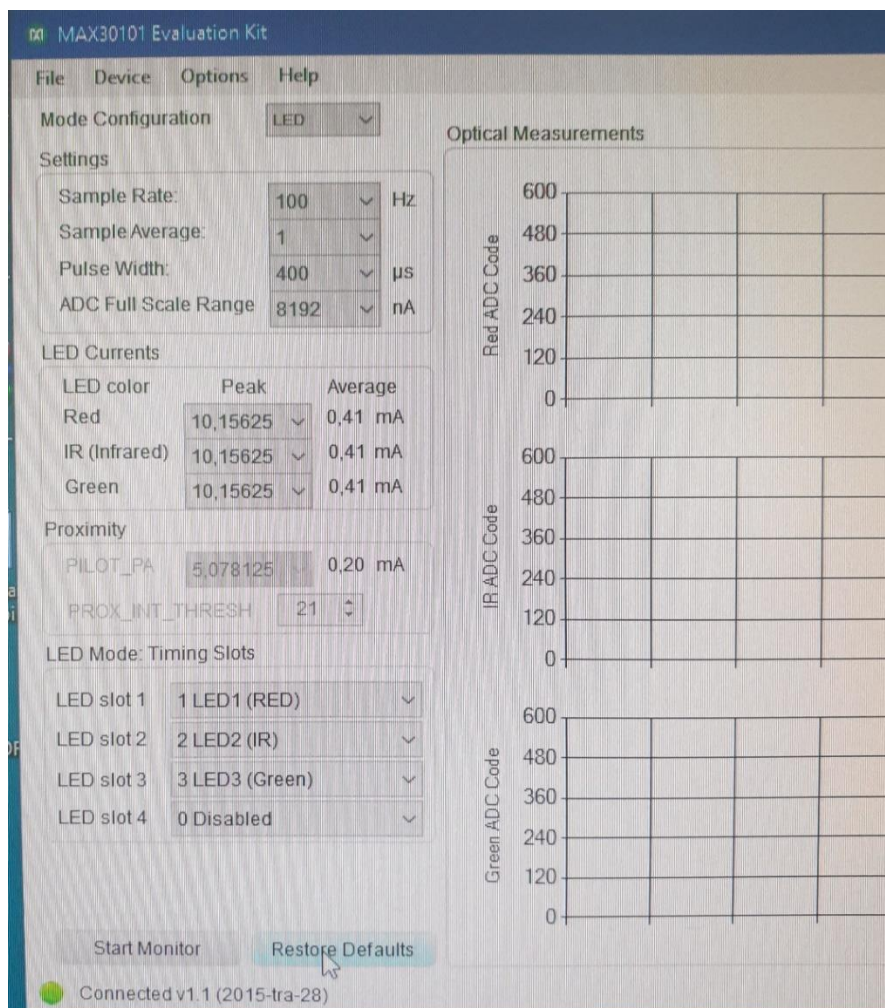 MAX30101 Evaluation Kit
File Device Options Help
Mode Configuration LED
Settings
Sample Rate: 100 Hz
Sample Average: 1
Pulse Width: 400 µs
ADC Full Scale Range 8192 nA
LED Currents
LED color Peak Average
Red 10,15625 0,41 mA
IR (Infrared) 10,15625 0,41 mA
Green 10,15625 0,41 mA
Proximity
PILOT_PA 5,078125 0,20 mA
PROX_INT_THRESH 21
LED Mode: Timing Slots
LED slot 1 1 LED1 (RED)
LED slot 2 2 LED2 (IR)
LED slot 3 3 LED3 (Green)
LED slot 4 0 Disabled
Start Monitor Restore Defaults
Connected v1.1 (2015-tra-28)
Optical Measurements
Red ADC Code
600
480
360
240
120
0
IR ADC Code
600
480
360
240
120
0
Green ADC Code
600
480
360
240
120
0